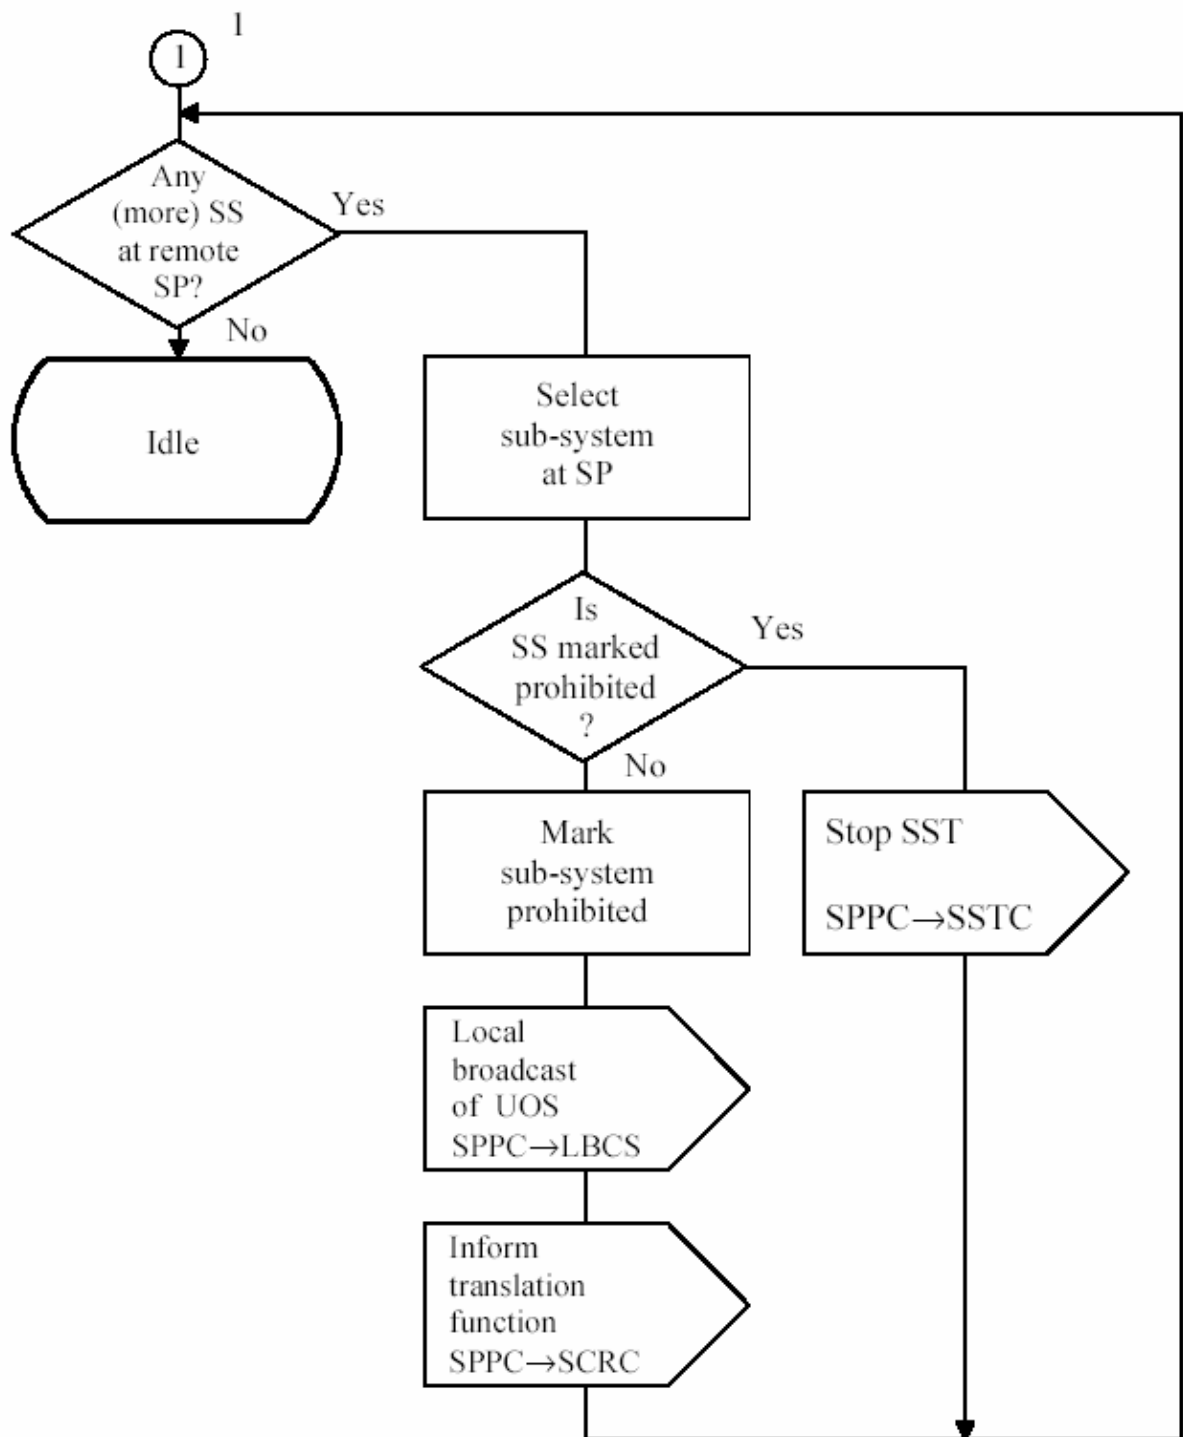 1
1
Any
(more) SS
at remote
SP?
Yes
No
Idle
Select
sub-system
at SP
Is
SS marked
prohibited
?
Yes
No
Mark
sub-system
prohibited
Stop SST
SPPC→SSTC
Local
broadcast
of UOS
SPPC→LBCS
Inform
translation
function
SPPC→SCRC